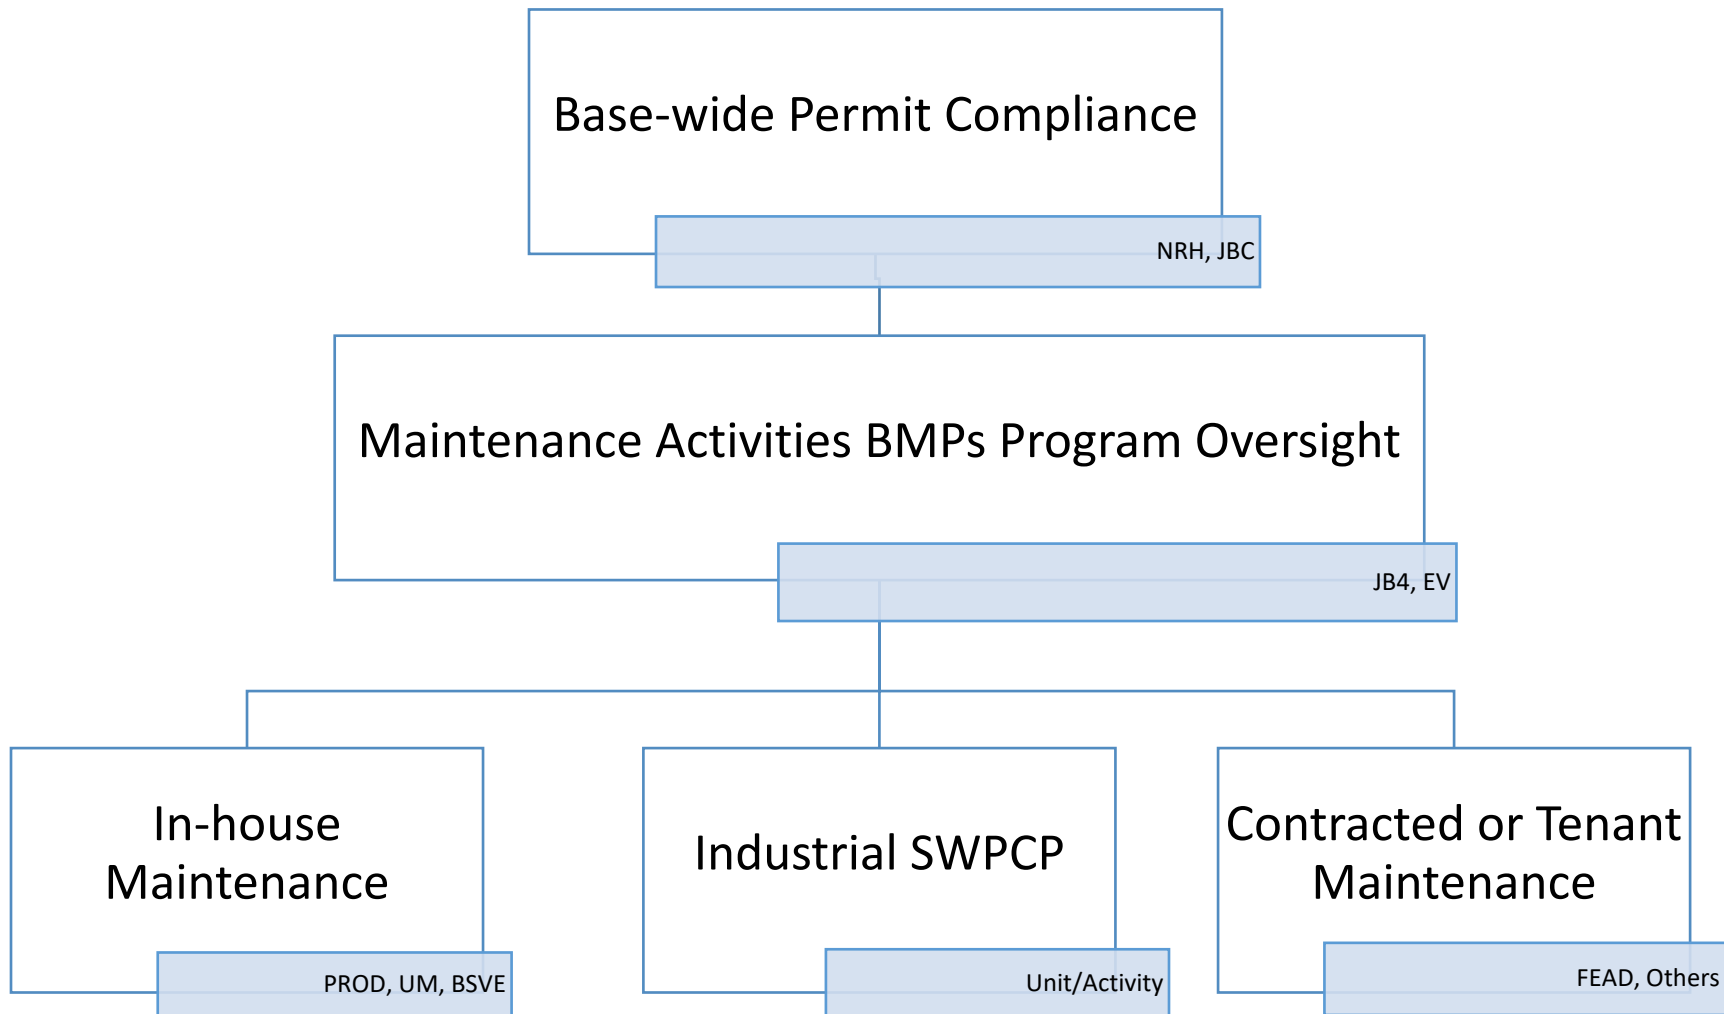 Base-wide Permit Compliance
NRH, JBC
Maintenance Activities BMPs Program Oversight
JB4, EV
In-house
Maintenance
PROD, UM, BSVE
Industrial SWPCP
Unit/Activity
Contracted or Tenant
Maintenance
FEAD, Others